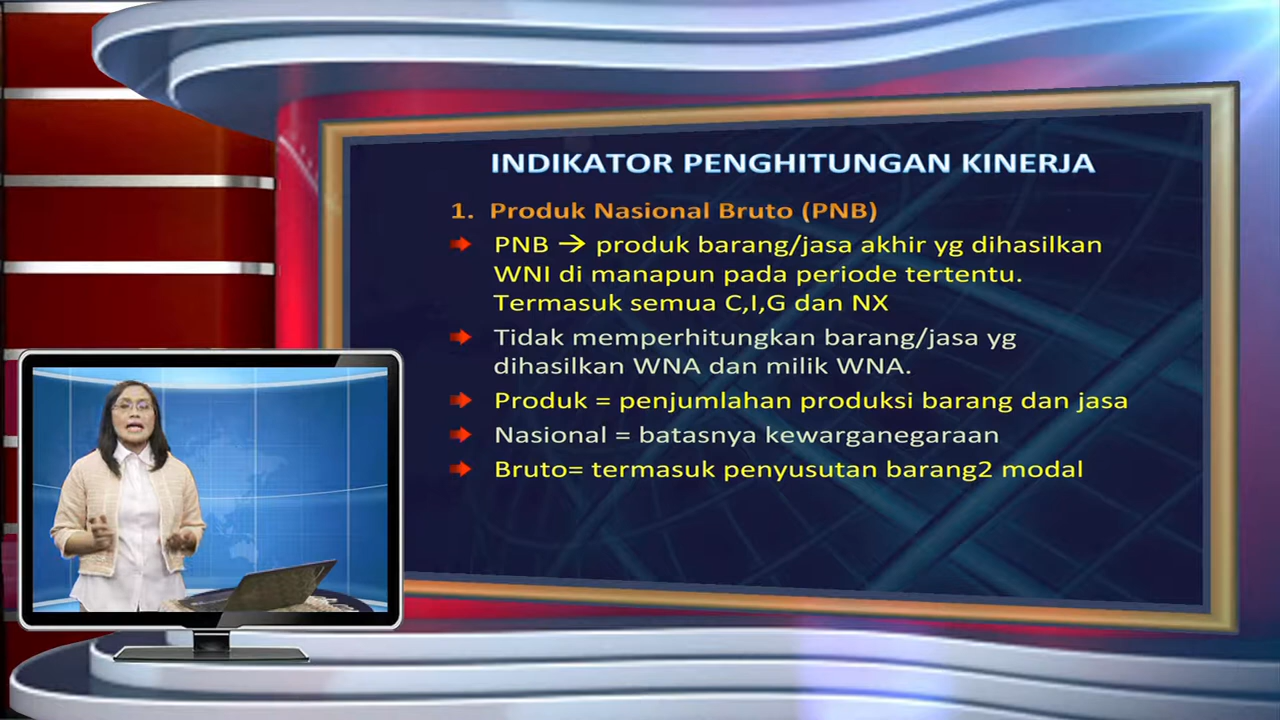 INDIKATOR PENGHITUNGAN KINERJA
1. Produk Nasional Bruto (PNB)
PNB → produk barang/jasa akhir yg dihasilkan
WNI di manapun pada periode tertentu.
Termasuk semua C,I,G dan NX
Tidak memperhitungkan barang/jasa yg
dihasilkan WNA dan milik WNA.
Produk = penjumlahan produksi barang dan jasa
Nasional = batasnya kewarganegaraan
Bruto= termasuk penyusutan barang2 modal